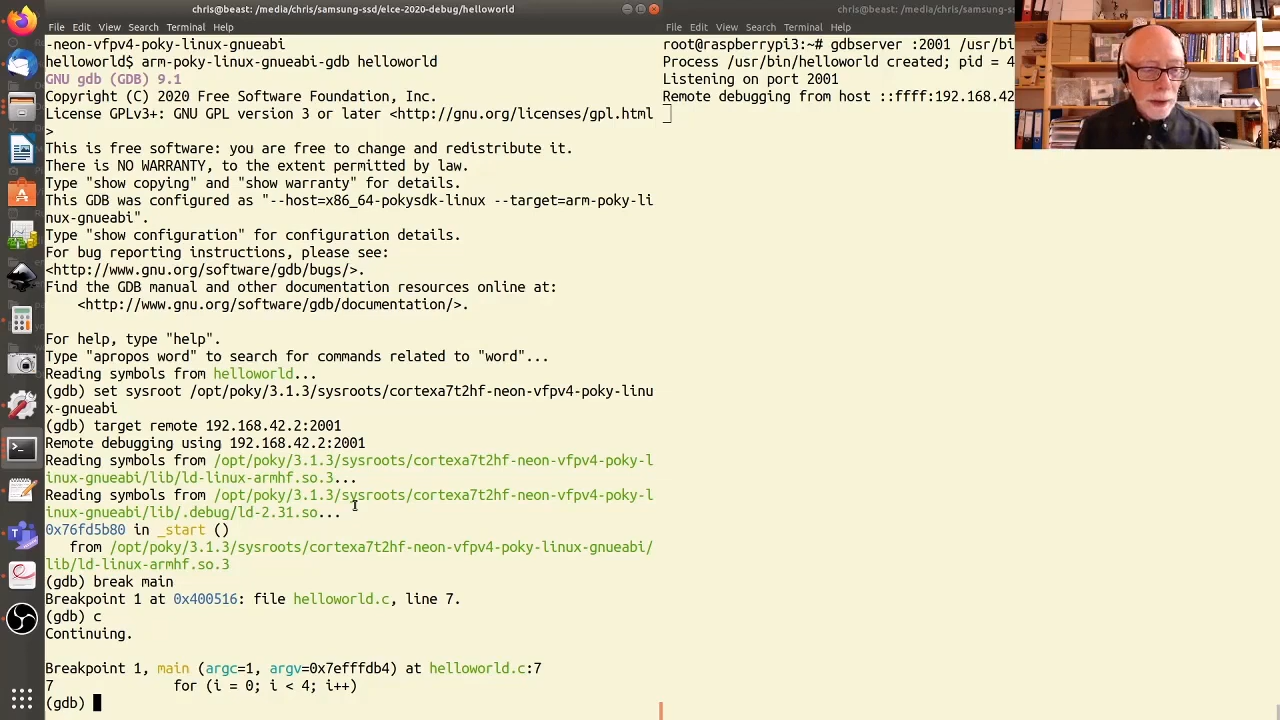 chris@beast: /media/chris/samsung-ssd/elce-2020-debug/helloworld
File Edit View Search Terminal Help
-neon-vfpv4-poky-linux-gnueabi
helloworld$ arm-poky-linux-gnueabi-gdb helloworld
GNU gdb (GDB) 9.1
Copyright (C) 2020 Free Software Foundation, Inc.
License GPLv3+: GNU GPL version 3 or later <http://gnu.org/licenses/gpl.html
>
This is free software: you are free to change and redistribute it.
There is NO WARRANTY, to the extent permitted by law.
Type "show copying" and "show warranty" for details.
This GDB was configured as "--host=x86_64-pokysdk-linux --target=arm-poky-li
nux-gnueabi".
Type "show configuration" for configuration details.
For bug reporting instructions, please see:
<http://www.gnu.org/software/gdb/bugs/>.
Find the GDB manual and other documentation resources online at:
<http://www.gnu.org/software/gdb/documentation/>.
For help, type "help".
Type "apropos word" to search for commands related to "word"...
Reading symbols from helloworld...
(gdb) set sysroot /opt/poky/3.1.3/sysroots/cortexa7t2hf-neon-vfpv4-poky-linu
x-gnueabi
(gdb) target remote 192.168.42.2:2001
Remote debugging using 192.168.42.2:2001
Reading symbols from /opt/poky/3.1.3/sysroots/cortexa7t2hf-neon-vfpv4-poky-l
inux-gnueabi/lib/ld-linux-armhf.so.3...
Reading symbols from /opt/poky/3.1.3/sysroots/cortexa7t2hf-neon-vfpv4-poky-l
inux-gnueabi/lib/.debug/ld-2.31.so...
0x76fd5b80 in _start ()
from /opt/poky/3.1.3/sysroots/cortexa7t2hf-neon-vfpv4-poky-linux-gnueabi/
lib/ld-linux-armhf.so.3
(gdb) break main
Breakpoint 1 at 0x400516: file helloworld.c, line 7.
(gdb) c
Continuing.
Breakpoint 1, main (argc=1, argv=0x7efffdb4) at helloworld.c:7
7 for (i = 0; i < 4; i++)
(gdb)
chris@beast: /media/chris/samsung-ss
File Edit View Search Terminal Help
root@raspberrypi3:~# gdbserver :2001 /usr/bi
Process /usr/bin/helloworld created; pid = 4
Listening on port 2001
Remote debugging from host ::ffff:192.168.42